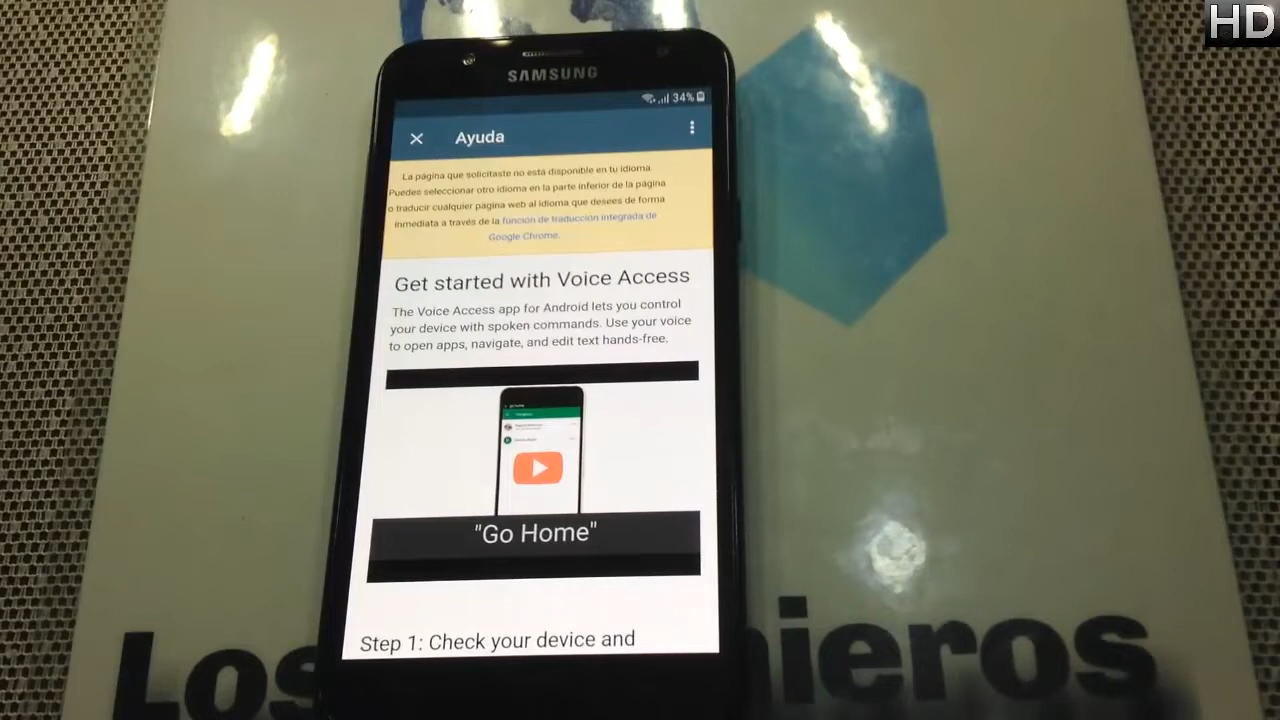 HD
SAMSUNG
34%
Ayuda
La página que solicitaste no está disponible en tu idioma.
Puedes seleccionar otro idioma en la parte inferior de la página
o traducir cualquier página web al idioma que desees de forma
inmediata a través de la función de traducción integrada de
Google Chrome.
Get started with Voice Access
The Voice Access app for Android lets you control
your device with spoken commands. Use your voice
to open apps, navigate, and edit text hands-free.
"Go Home"
Step 1: Check your device and
Los nieros